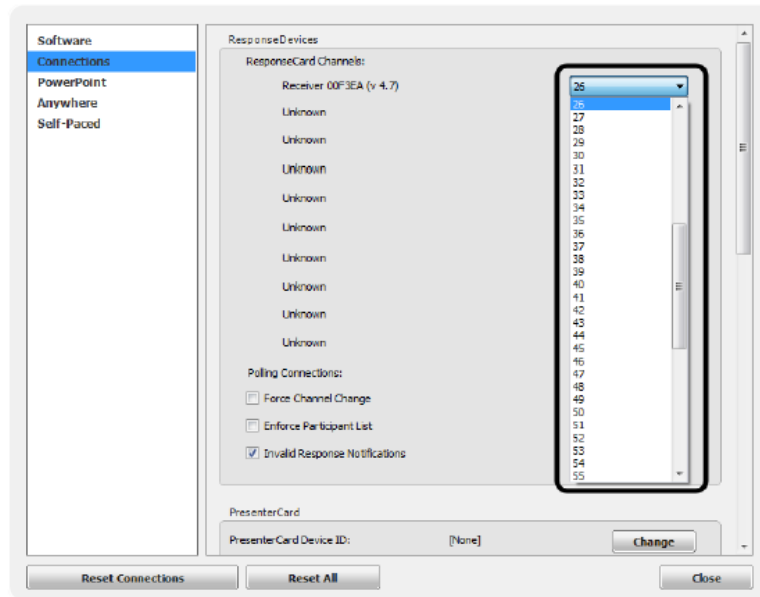 Software
Connections
PowerPoint
Anywhere
Self-Paced
ResponseDevices
ResponseCard Channels:
Receiver 00F3EA (v 4.7)
Unknown
Unknown
Unknown
Unknown
Unknown
Unknown
Unknown
Unknown
Unknown
26
26
27
28
29
30
31
32
33
34
35
36
37
38
39
40
41
42
43
44
45
46
47
48
49
50
51
52
53
54
55
Polling Connections:
Force Channel Change
Enforce Participant List
Invalid Response Notifications
PresenterCard
PresenterCard Device ID: [None] Change
Reset Connections Reset All Close